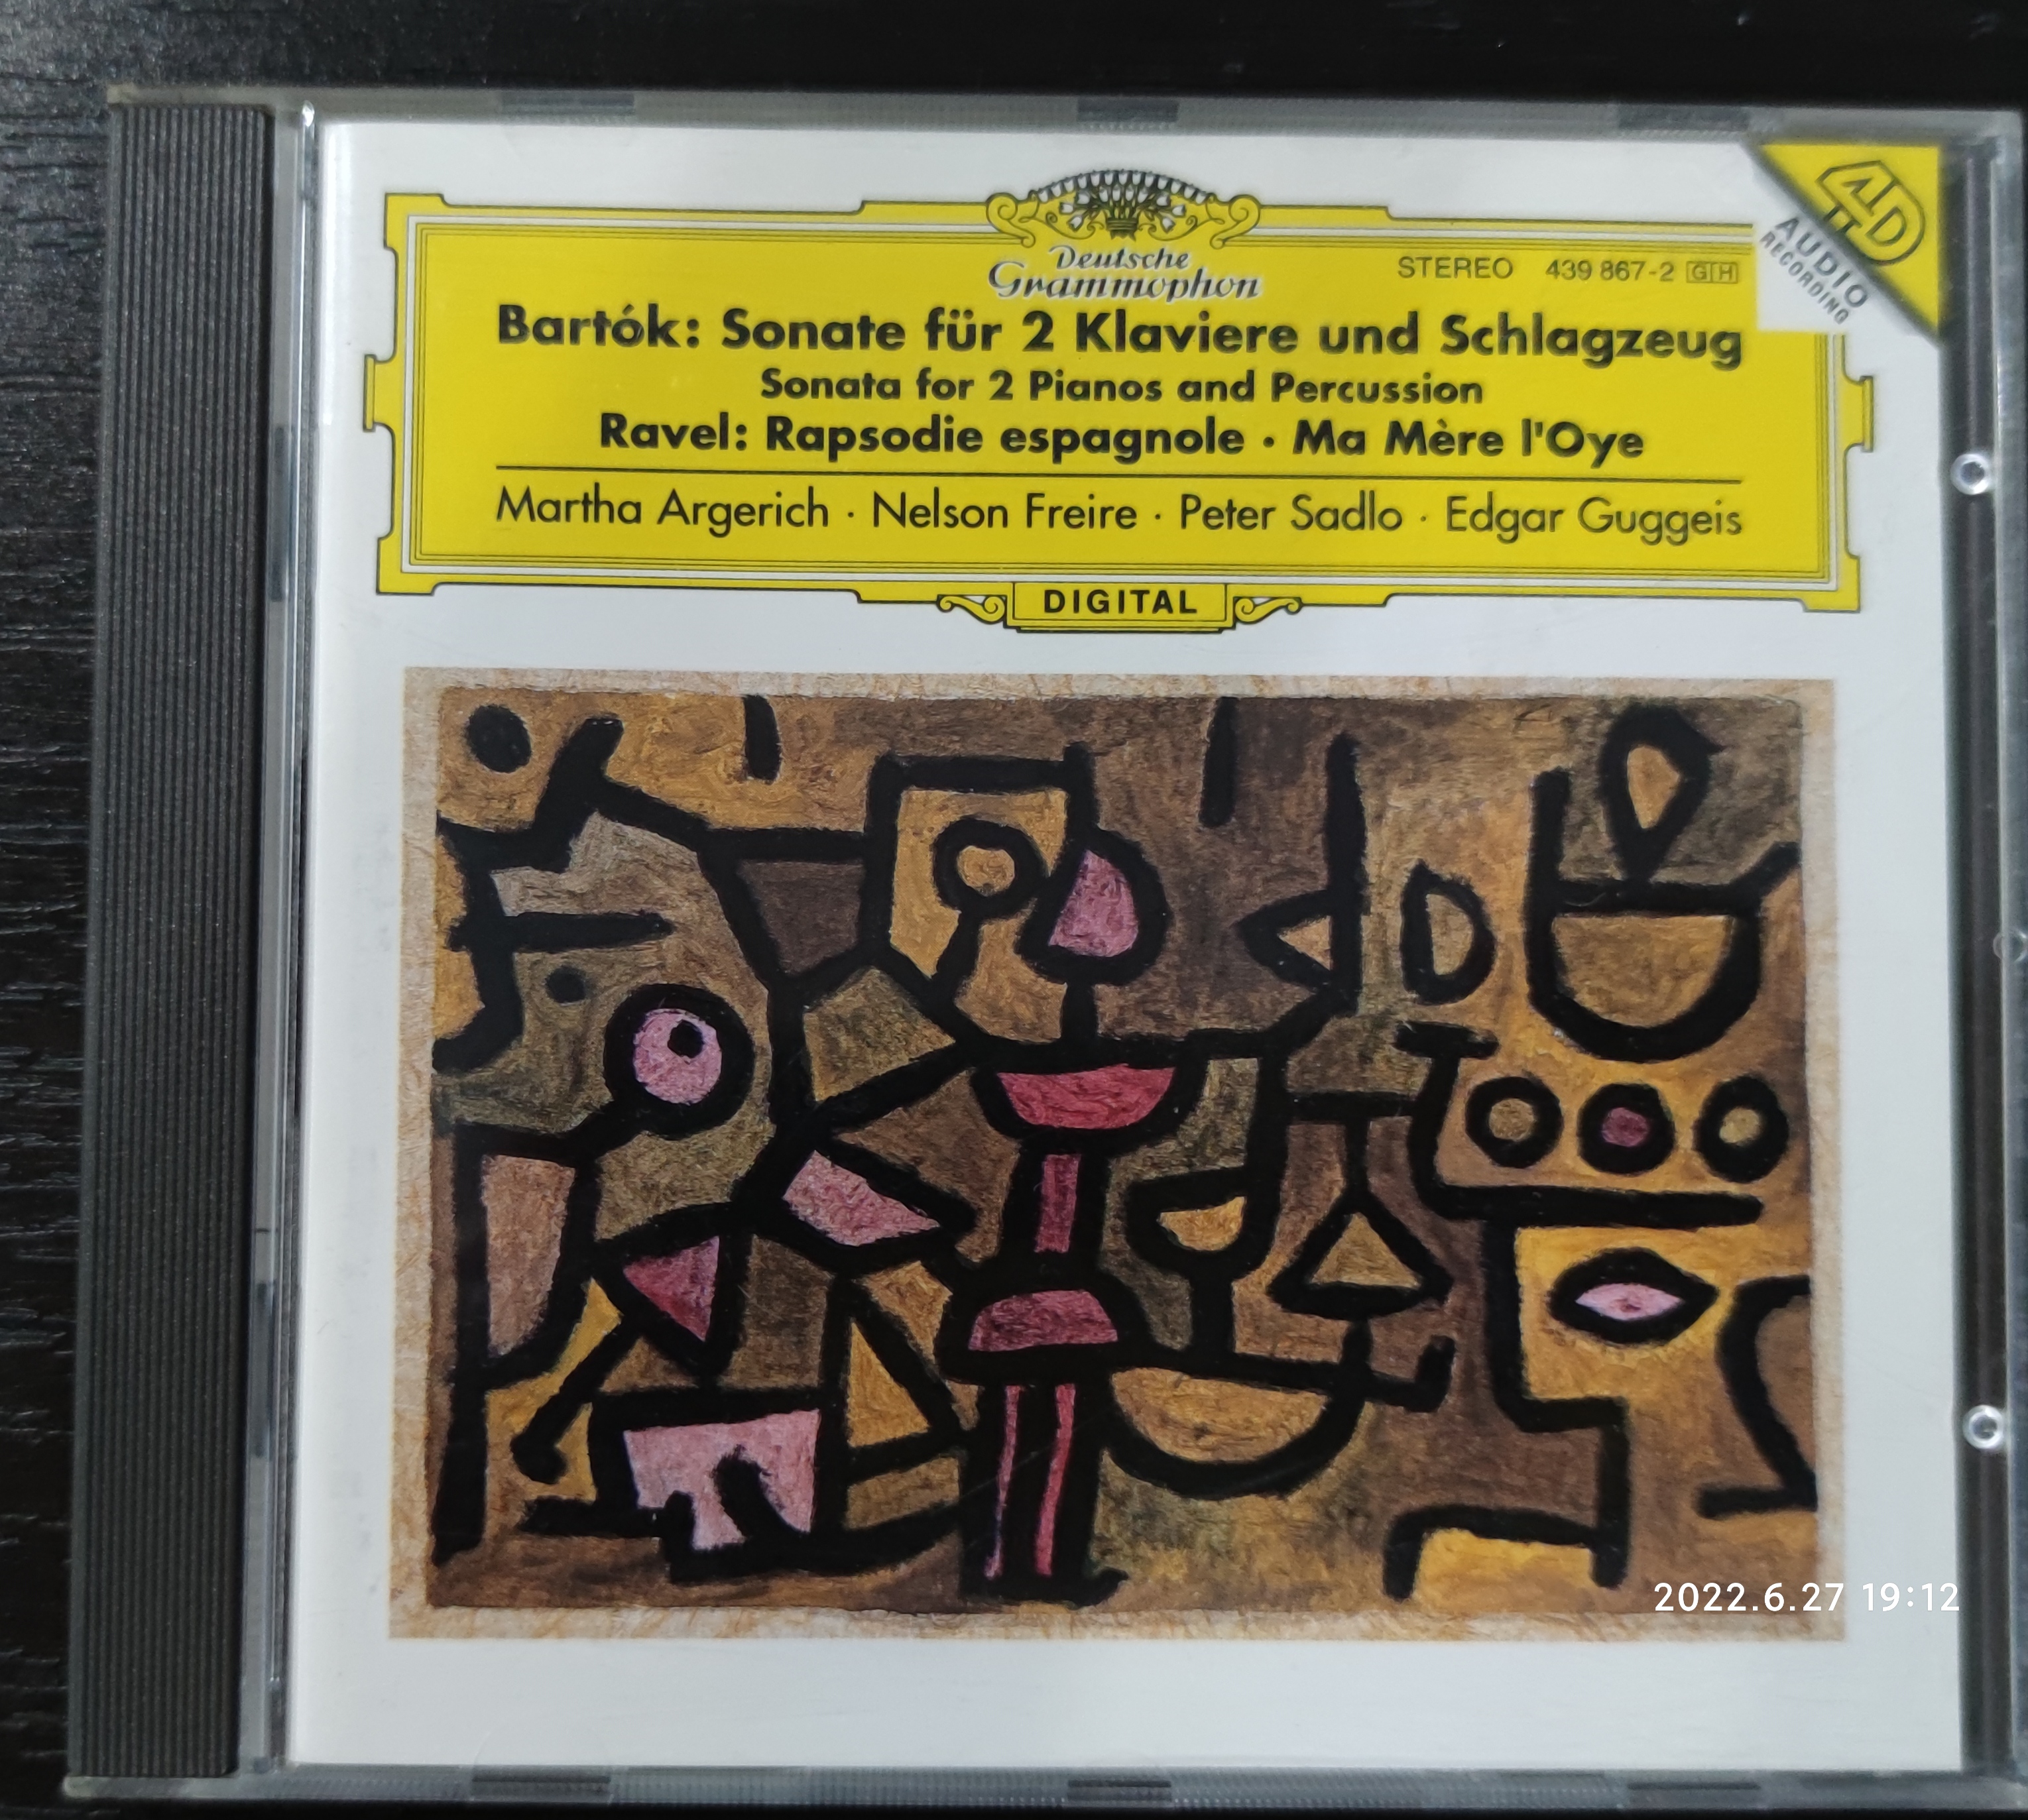 Deutsche
Grammophon
STEREO 439 867-2 GH
4D
AUDIO
RECORDING
Bartók: Sonate für 2 Klaviere und Schlagzeug
Sonata for 2 Pianos and Percussion
Ravel: Rapsodie espagnole · Ma Mère l'Oye
Martha Argerich · Nelson Freire · Peter Sadlo · Edgar Guggeis
DIGITAL
2022.6.27 19:12